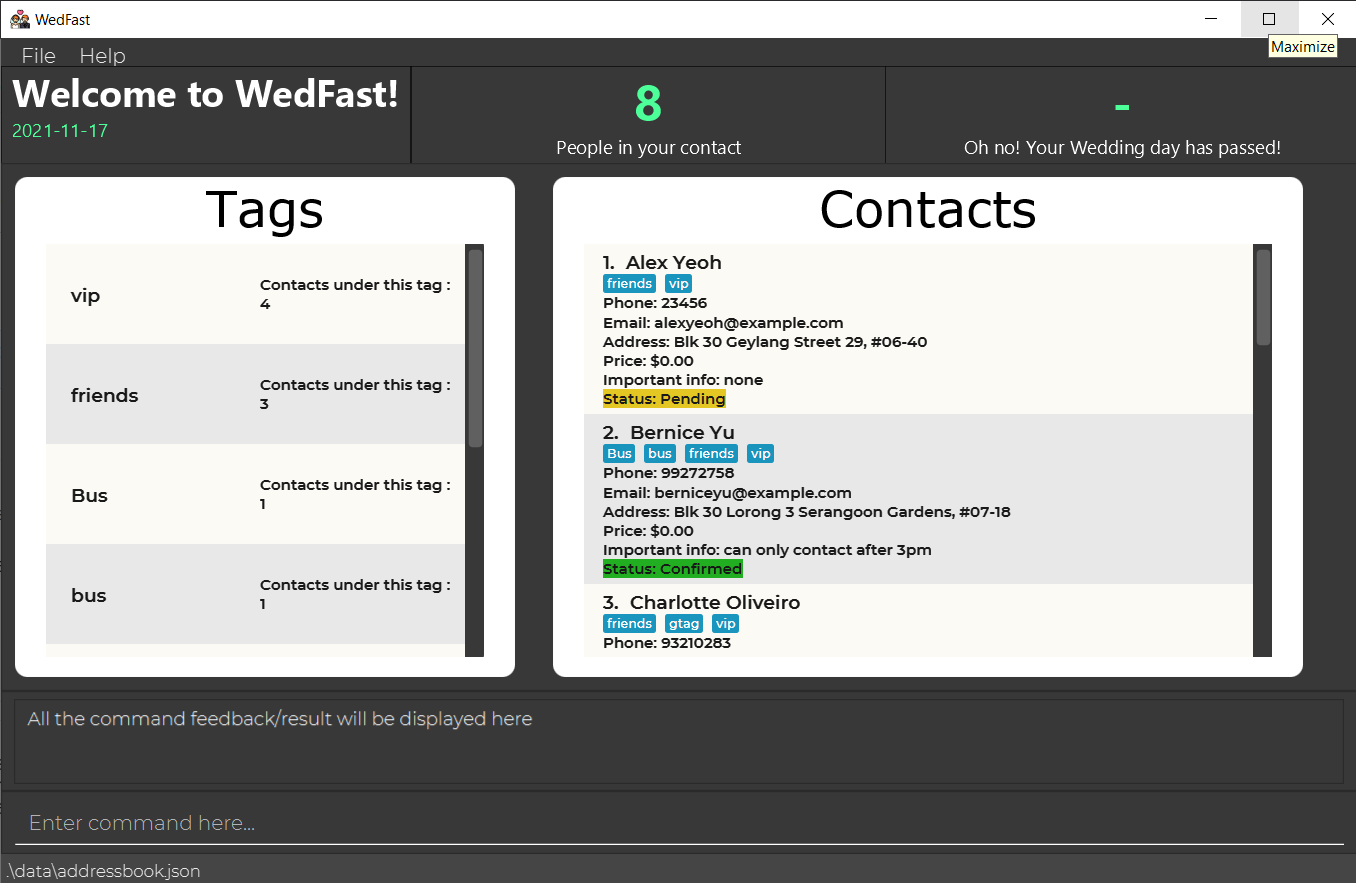 WedFast
Maximize
File Help
Welcome to WedFast!
2021-11-17
8
People in your contact
-
Oh no! Your Wedding day has passed!
Tags
vip
Contacts under this tag :
4
friends
Contacts under this tag :
3
Bus
Contacts under this tag :
1
bus
Contacts under this tag :
1
Contacts
1. Alex Yeoh
friends vip
Phone: 23456
Email: alexyeoh@example.com
Address: Blk 30 Geylang Street 29, #06-40
Price: $0.00
Important info: none
Status: Pending
2. Bernice Yu
Bus bus friends vip
Phone: 99272758
Email: berniceyu@example.com
Address: Blk 30 Lorong 3 Serangoon Gardens, #07-18
Price: $0.00
Important info: can only contact after 3pm
Status: Confirmed
3. Charlotte Oliveiro
friends gtag vip
Phone: 93210283
All the command feedback/result will be displayed here
Enter command here...
.\data\addressbook.json